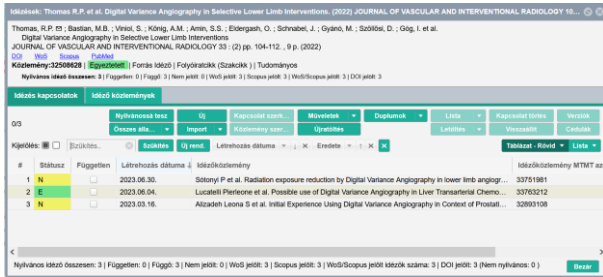 Idézések: Thomas R.P. et al. Digital Variance Angiography in Selective Lower Limb Interventions. (2022) JOURNAL OF VASCULAR AND INTERVENTIONAL RADIOLOGY 10...
Thomas, R.P. ; Bastian, M.B. ; Viniol, S. ; König, A.M. ; Amin, S.S. ; Eldergash, O. ; Schnabel, J. ; Gyánó, M. ; Szöllősi, D. ; Góg, I. et al.
Digital Variance Angiography in Selective Lower Limb Interventions
JOURNAL OF VASCULAR AND INTERVENTIONAL RADIOLOGY 33 : (2) pp. 104-112. , 9 p. (2022)
DOI WoS Scopus PubMed
Közlemény:32508628 | Egyeztetett | Forrás Idéző | Folyóiratcikk (Szakcikk ) | Tudományos
Nyilvános idéző összesen: 3 | Független: 0 | Függő: 3 | Nem jelölt: 0 | WoS jelölt: 3 | Scopus jelölt: 3 | WoS/Scopus jelölt: 3 | DOI jelölt: 3
Idézés kapcsolatok Idéző közlemények
0/3 Nyilvánossá tesz Új Kapcsolat szerk... Műveletek Duplumok Lista Kapcsolat törlés Verziók
Összes álla... Import Közlemény szer... Újratöltés Letöltés Visszaállít Cédulák
Kijelölés: Szűkítés.. Szűkítés Új rend. Létrehozás dátuma Eredete Táblázat - Rövid Lista
# Státusz Független Létrehozás dátuma Idézőközlemény Idézőközlemény MTMT az
1 N 2023.06.30. Sótonyi P et al. Radiation exposure reduction by Digital Variance Angiography in lower limb angiogr... 33751981
2 E 2023.06.04. Lucatelli Pierleone et al. Possible use of Digital Variance Angiography in Liver Transarterial Chemo... 33763212
3 N 2023.03.16. Alizadeh Leona S et al. Initial Experience Using Digital Variance Angiography in Context of Prostati... 32893108
Nyilvános idéző összesen: 3 | Független: 0 | Függő: 3 | Nem jelölt: 0 | WoS jelölt: 3 | Scopus jelölt: 3 | WoS/Scopus jelölt idézők száma: 3 | DOI jelölt: 3 (Nem nyilvános: 0 ) Bezár